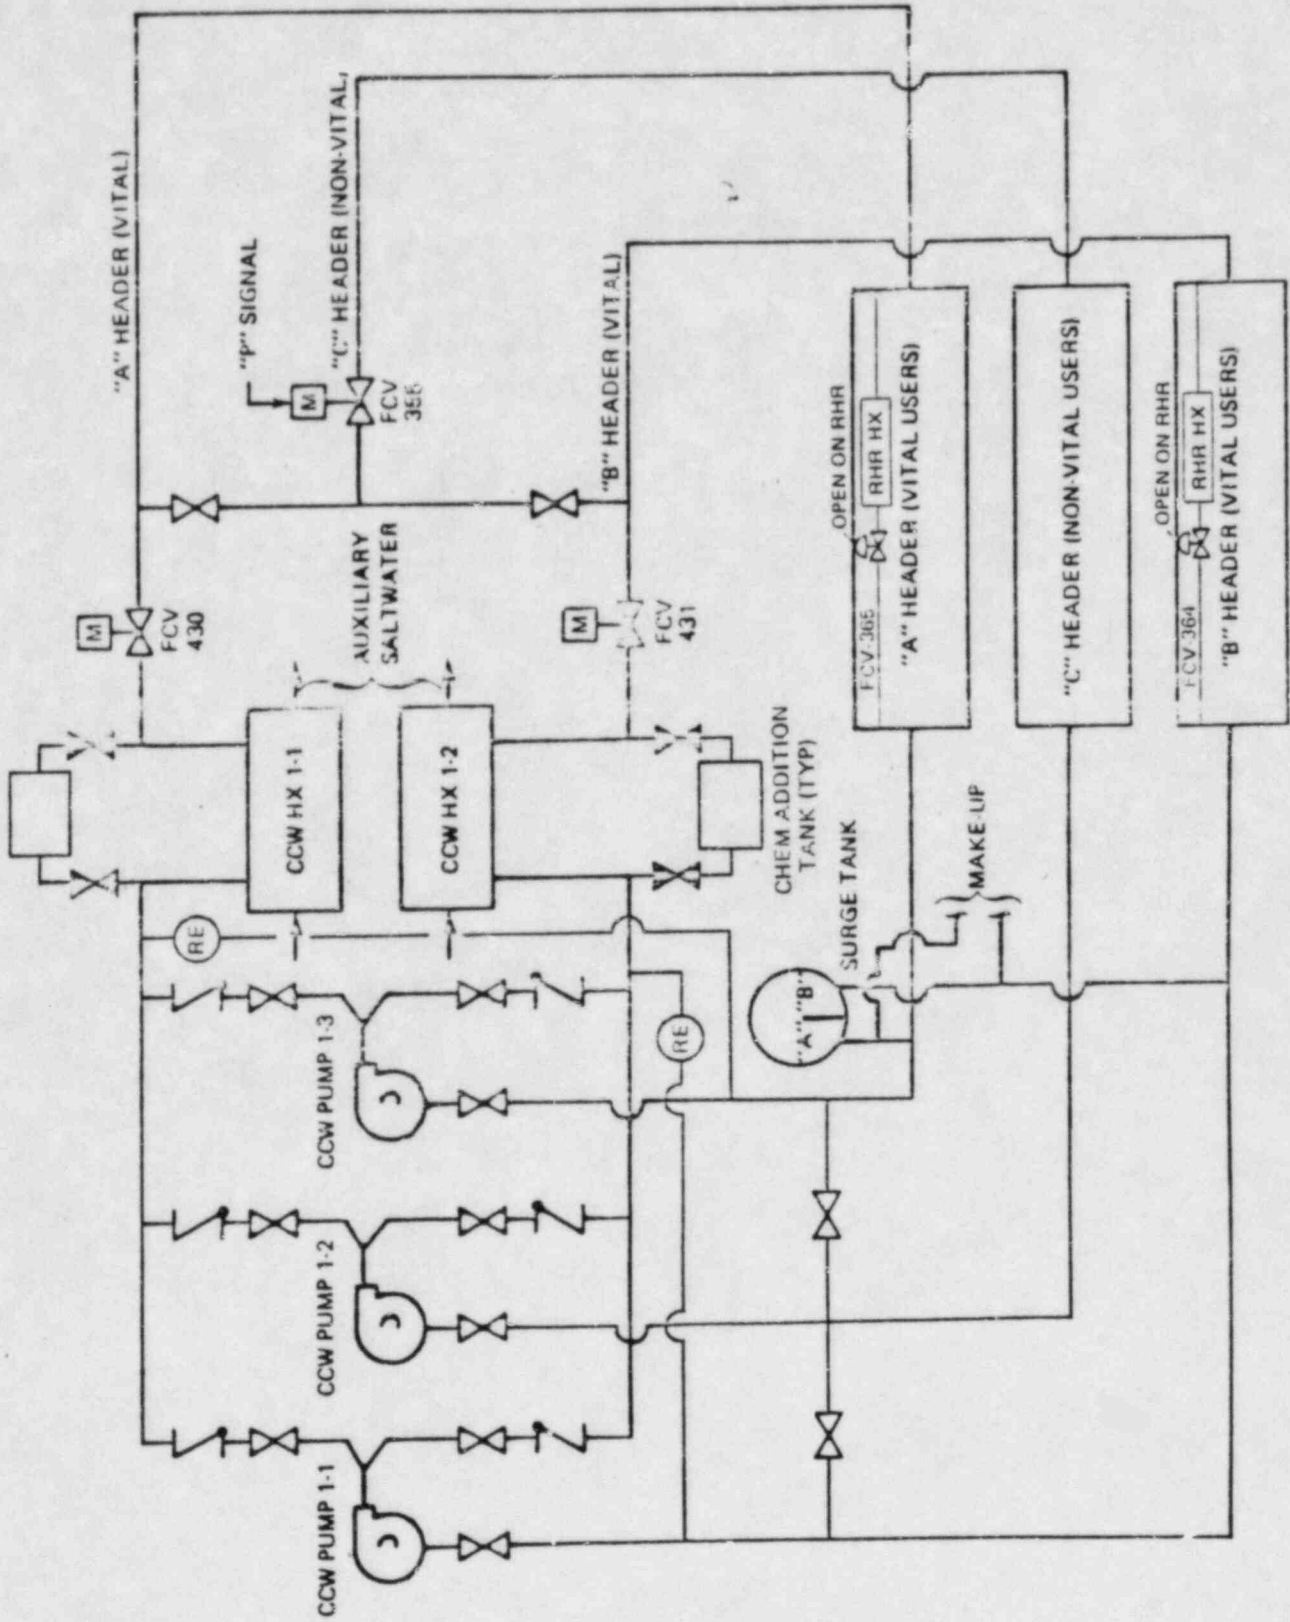 "A" HEADER (VITAL)
"P" SIGNAL
"C" HEADER (NON-VITAL)
M
FCV
"B" HEADER (VITAL)
M
FCV
430
AUXILIARY
SALTWATER
M
FCV
431
CCW HX 1-1
CCW HX 1-2
CHEM ADDITION
TANK (TYP)
RE
RE
SURGE TANK
"A"
"B"
MAKE-UP
CCW PUMP 1-3
CCW PUMP 1-2
CCW PUMP 1-1
OPEN ON RHR
FCV-365
RHR HX
"A" HEADER (VITAL USERS)
"C" HEADER (NON-VITAL USERS)
OPEN ON RHR
FCV-364
RHR HX
"B" HEADER (VITAL USERS)